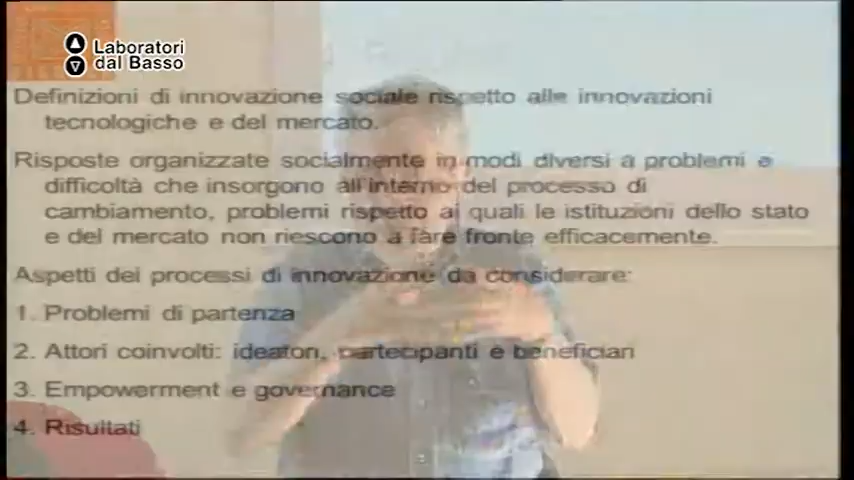 Laboratori
dal Basso
Definizioni di innovazione sociale rispetto alle innovazioni
tecnologiche e del mercato.
Risposte organizzate socialmente in modi diversi a problemi e
difficoltà che insorgono all'interno del processo di
cambiamento, problemi rispetto ai quali le istituzioni dello stato
e del mercato non riescono a fare fronte efficacemente.
Aspetti dei processi di innovazione da considerare:
1. Problemi di partenza
2. Attori coinvolti: ideatori, partecipanti e beneficiari
3. Empowerment e governance
4. Risultati